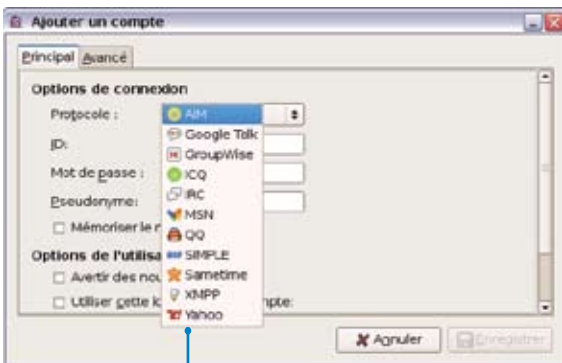 Ajouter un compte
Principal Avancé
Options de connexion
Protocole : AIM
Google Talk
ID:
GroupWise
Mot de passe :
ICQ
IRC
Pseudonyme:
MSN
Mémoriser le
QQ
Options de l'utilisa
SIMPLE
Avertir des nou
Sametime
XMPP
Utiliser cette mpte:
Yahoo
Annuler Enregistrer